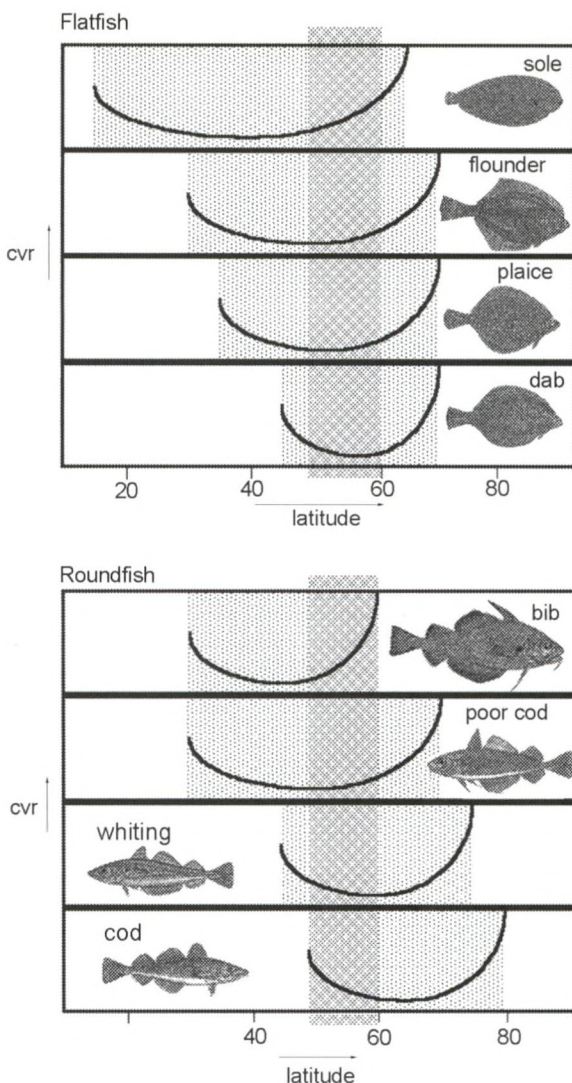 Flatfish
sole
flounder
cvr
plaice
dab
20 40 60 80
latitude
Roundfish
bib
poor cod
cvr
whiting
cod
40 60 80
latitude